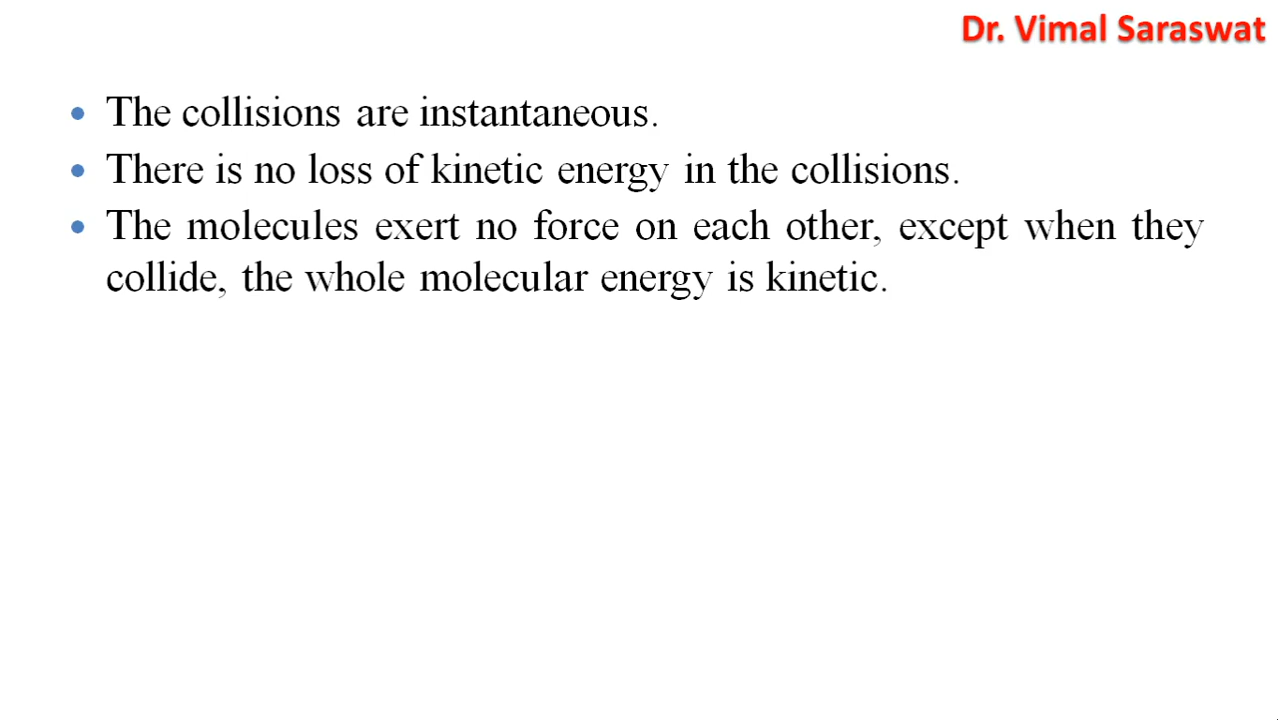 Dr. Vimal Saraswat
• The collisions are instantaneous.
• There is no loss of kinetic energy in the collisions.
• The molecules exert no force on each other, except when they
collide, the whole molecular energy is kinetic.